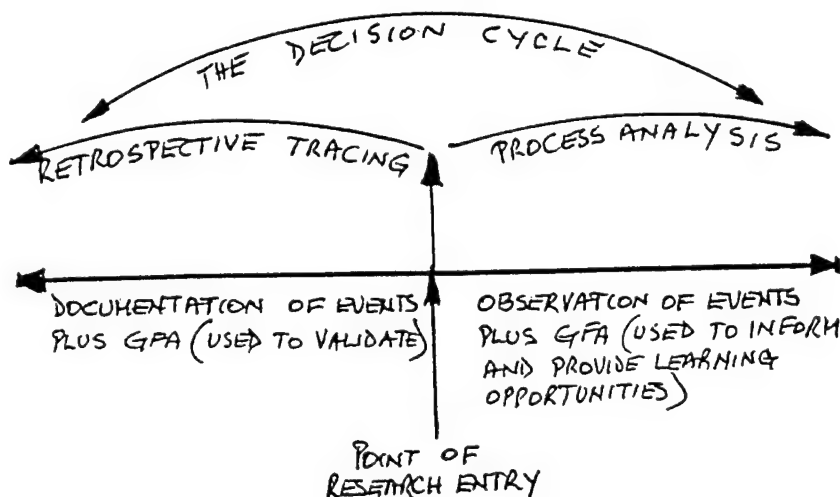 THE DECISION CYCLE
RETROSPECTIVE TRACING
PROCESS ANALYSIS
DOCUMENTATION OF EVENTS
PLUS GFA (USED TO VALIDATE)
OBSERVATION OF EVENTS
PLUS GFA (USED TO INFORM
AND PROVIDE LEARNING
OPPORTUNITIES)
POINT OF
RESEARCH ENTRY